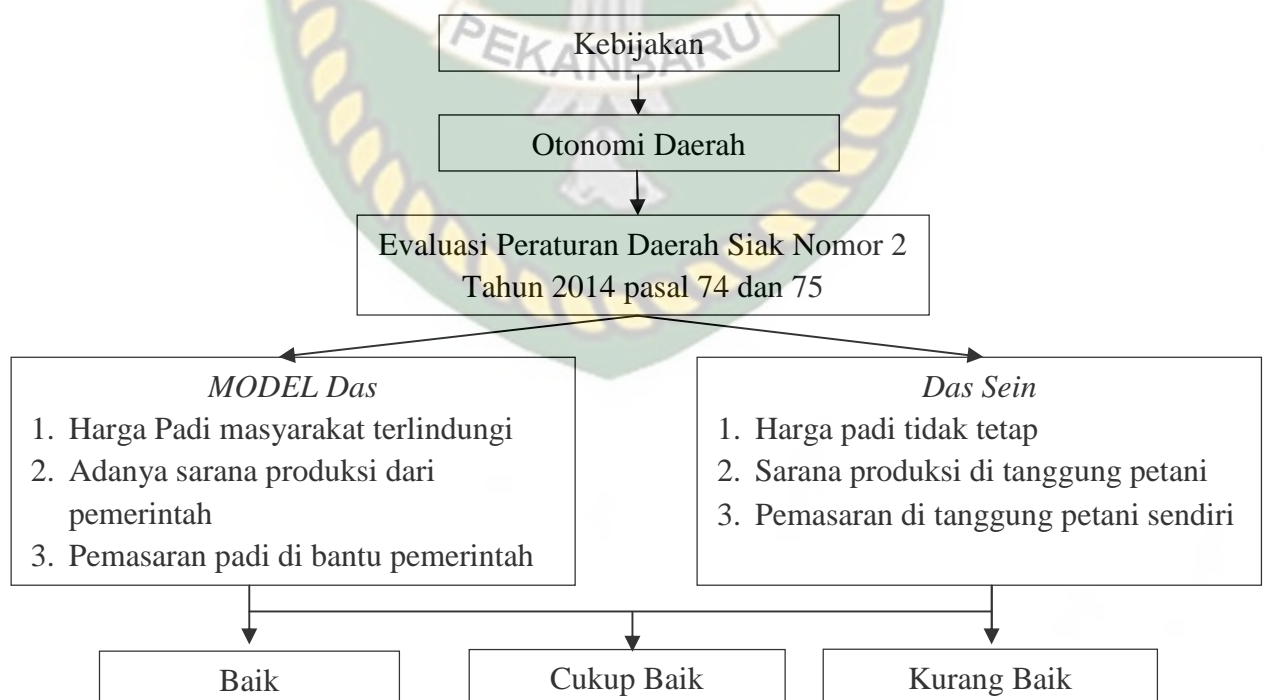 PEKANBARU
Kebijakan
Otonomi Daerah
Evaluasi Peraturan Daerah Siak Nomor 2
Tahun 2014 pasal 74 dan 75
MODEL Das
1. Harga Padi masyarakat terlindungi
2. Adanya sarana produksi dari
pemerintah
3. Pemasaran padi di bantu pemerintah
Das Sein
1. Harga padi tidak tetap
2. Sarana produksi di tanggung petani
3. Pemasaran di tanggung petani sendiri
Baik
Cukup Baik
Kurang Baik